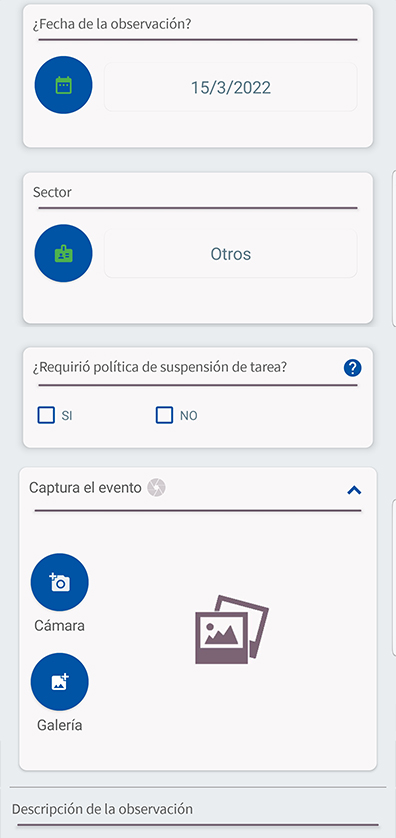 ¿Fecha de la observación?
15/3/2022
Sector
Otros
¿Requirió política de suspensión de tarea?
SI
NO
Captura el evento
Cámara
Galería
Descripción de la observación